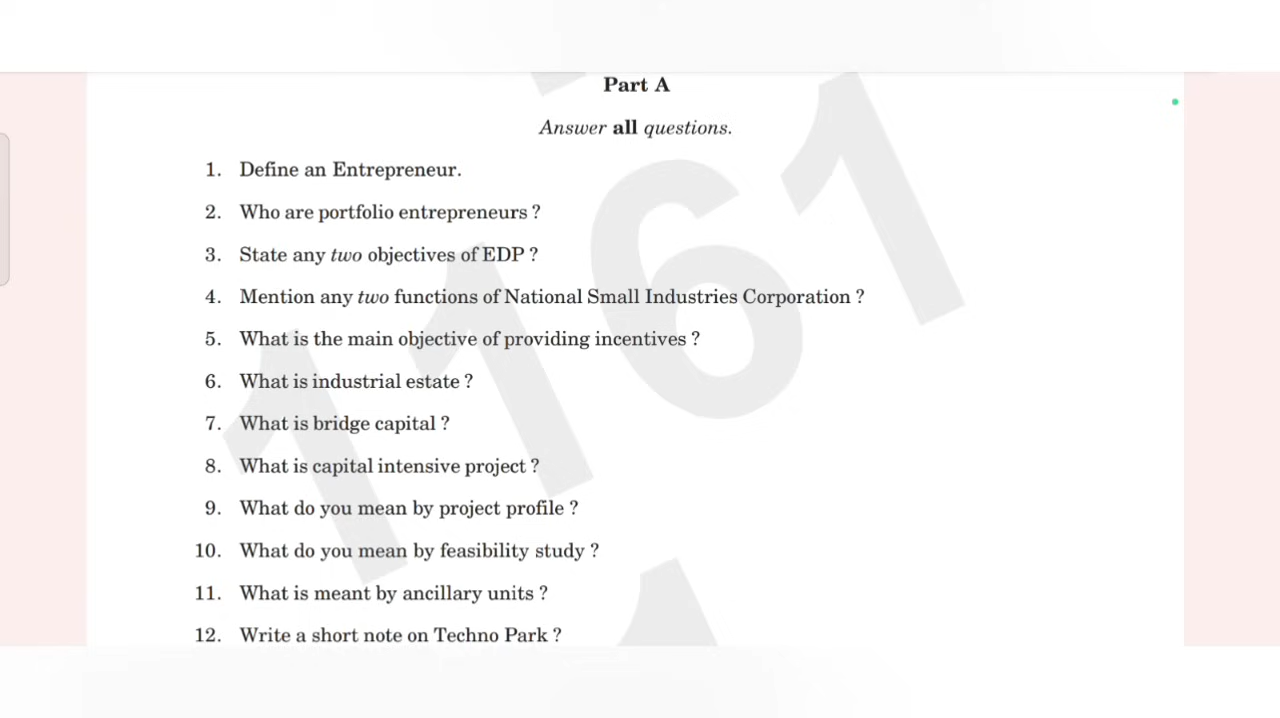 Part A
Answer all questions.
1. Define an Entrepreneur.
2. Who are portfolio entrepreneurs ?
3. State any two objectives of EDP ?
4. Mention any two functions of National Small Industries Corporation ?
5. What is the main objective of providing incentives ?
6. What is industrial estate ?
7. What is bridge capital ?
8. What is capital intensive project ?
9. What do you mean by project profile ?
10. What do you mean by feasibility study ?
11. What is meant by ancillary units ?
12. Write a short note on Techno Park ?
1161